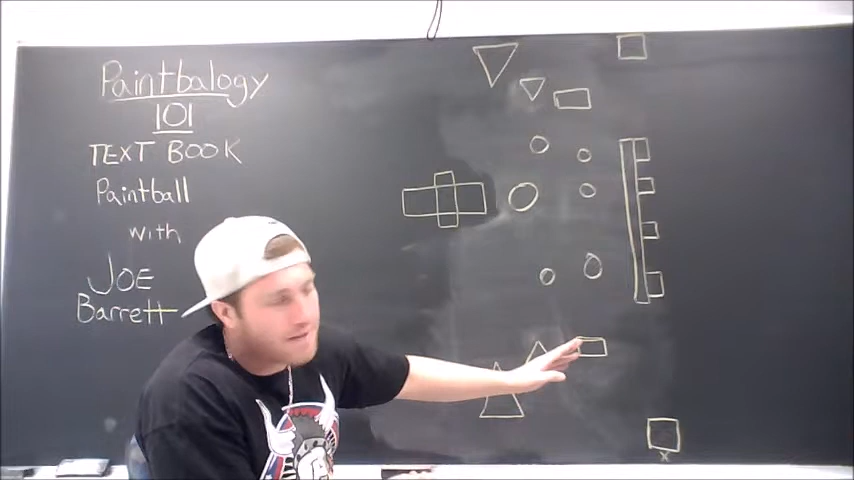 Paintbalogy
101
TEXT BOOK
Paintball
with
JOE
Barrett
x